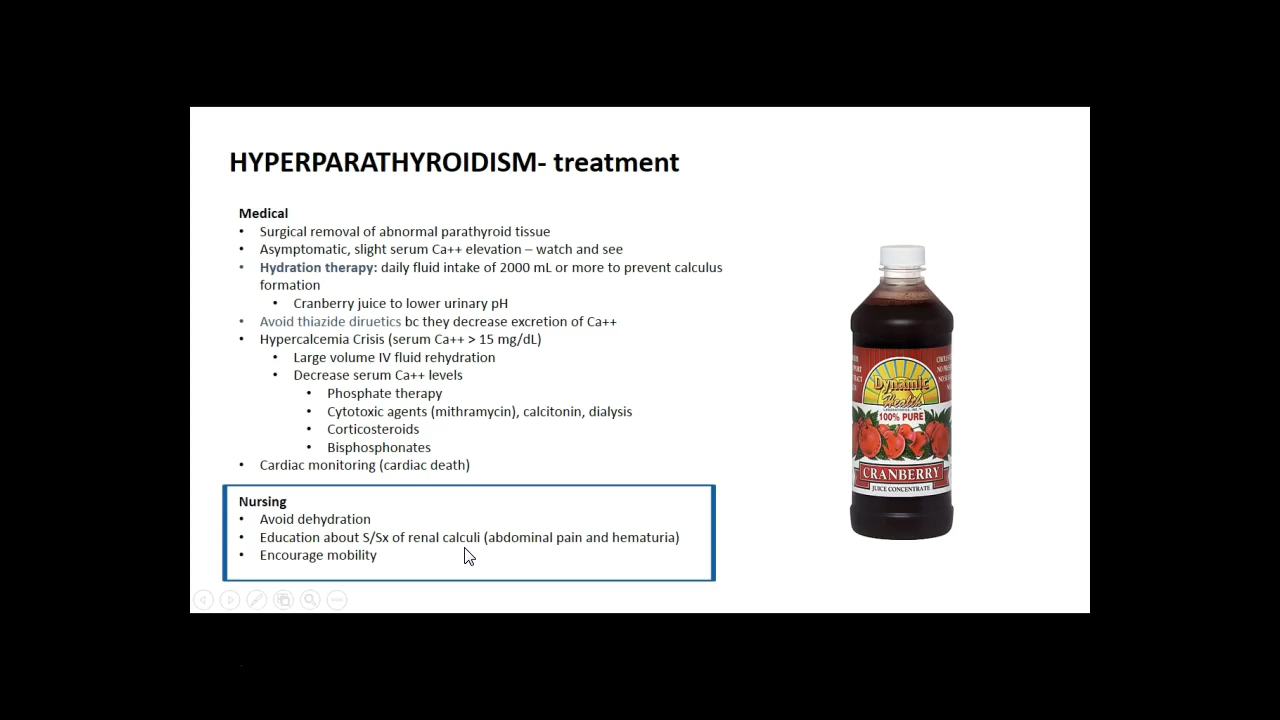 HYPERPARATHYROIDISM- treatment
Medical
• Surgical removal of abnormal parathyroid tissue
• Asymptomatic, slight serum Ca++ elevation – watch and see
• Hydration therapy: daily fluid intake of 2000 mL or more to prevent calculus
formation
• Cranberry juice to lower urinary pH
• Avoid thiazide diruetics bc they decrease excretion of Ca++
• Hypercalcemia Crisis (serum Ca++ > 15 mg/dL)
• Large volume IV fluid rehydration
• Decrease serum Ca++ levels
• Phosphate therapy
• Cytotoxic agents (mithramycin), calcitonin, dialysis
• Corticosteroids
• Bisphosphonates
• Cardiac monitoring (cardiac death)
Nursing
• Avoid dehydration
• Education about S/Sx of renal calculi (abdominal pain and hematuria)
• Encourage mobility
Dynamic
Health
100% PURE
CRANBERRY
JUICE CONCENTRATE